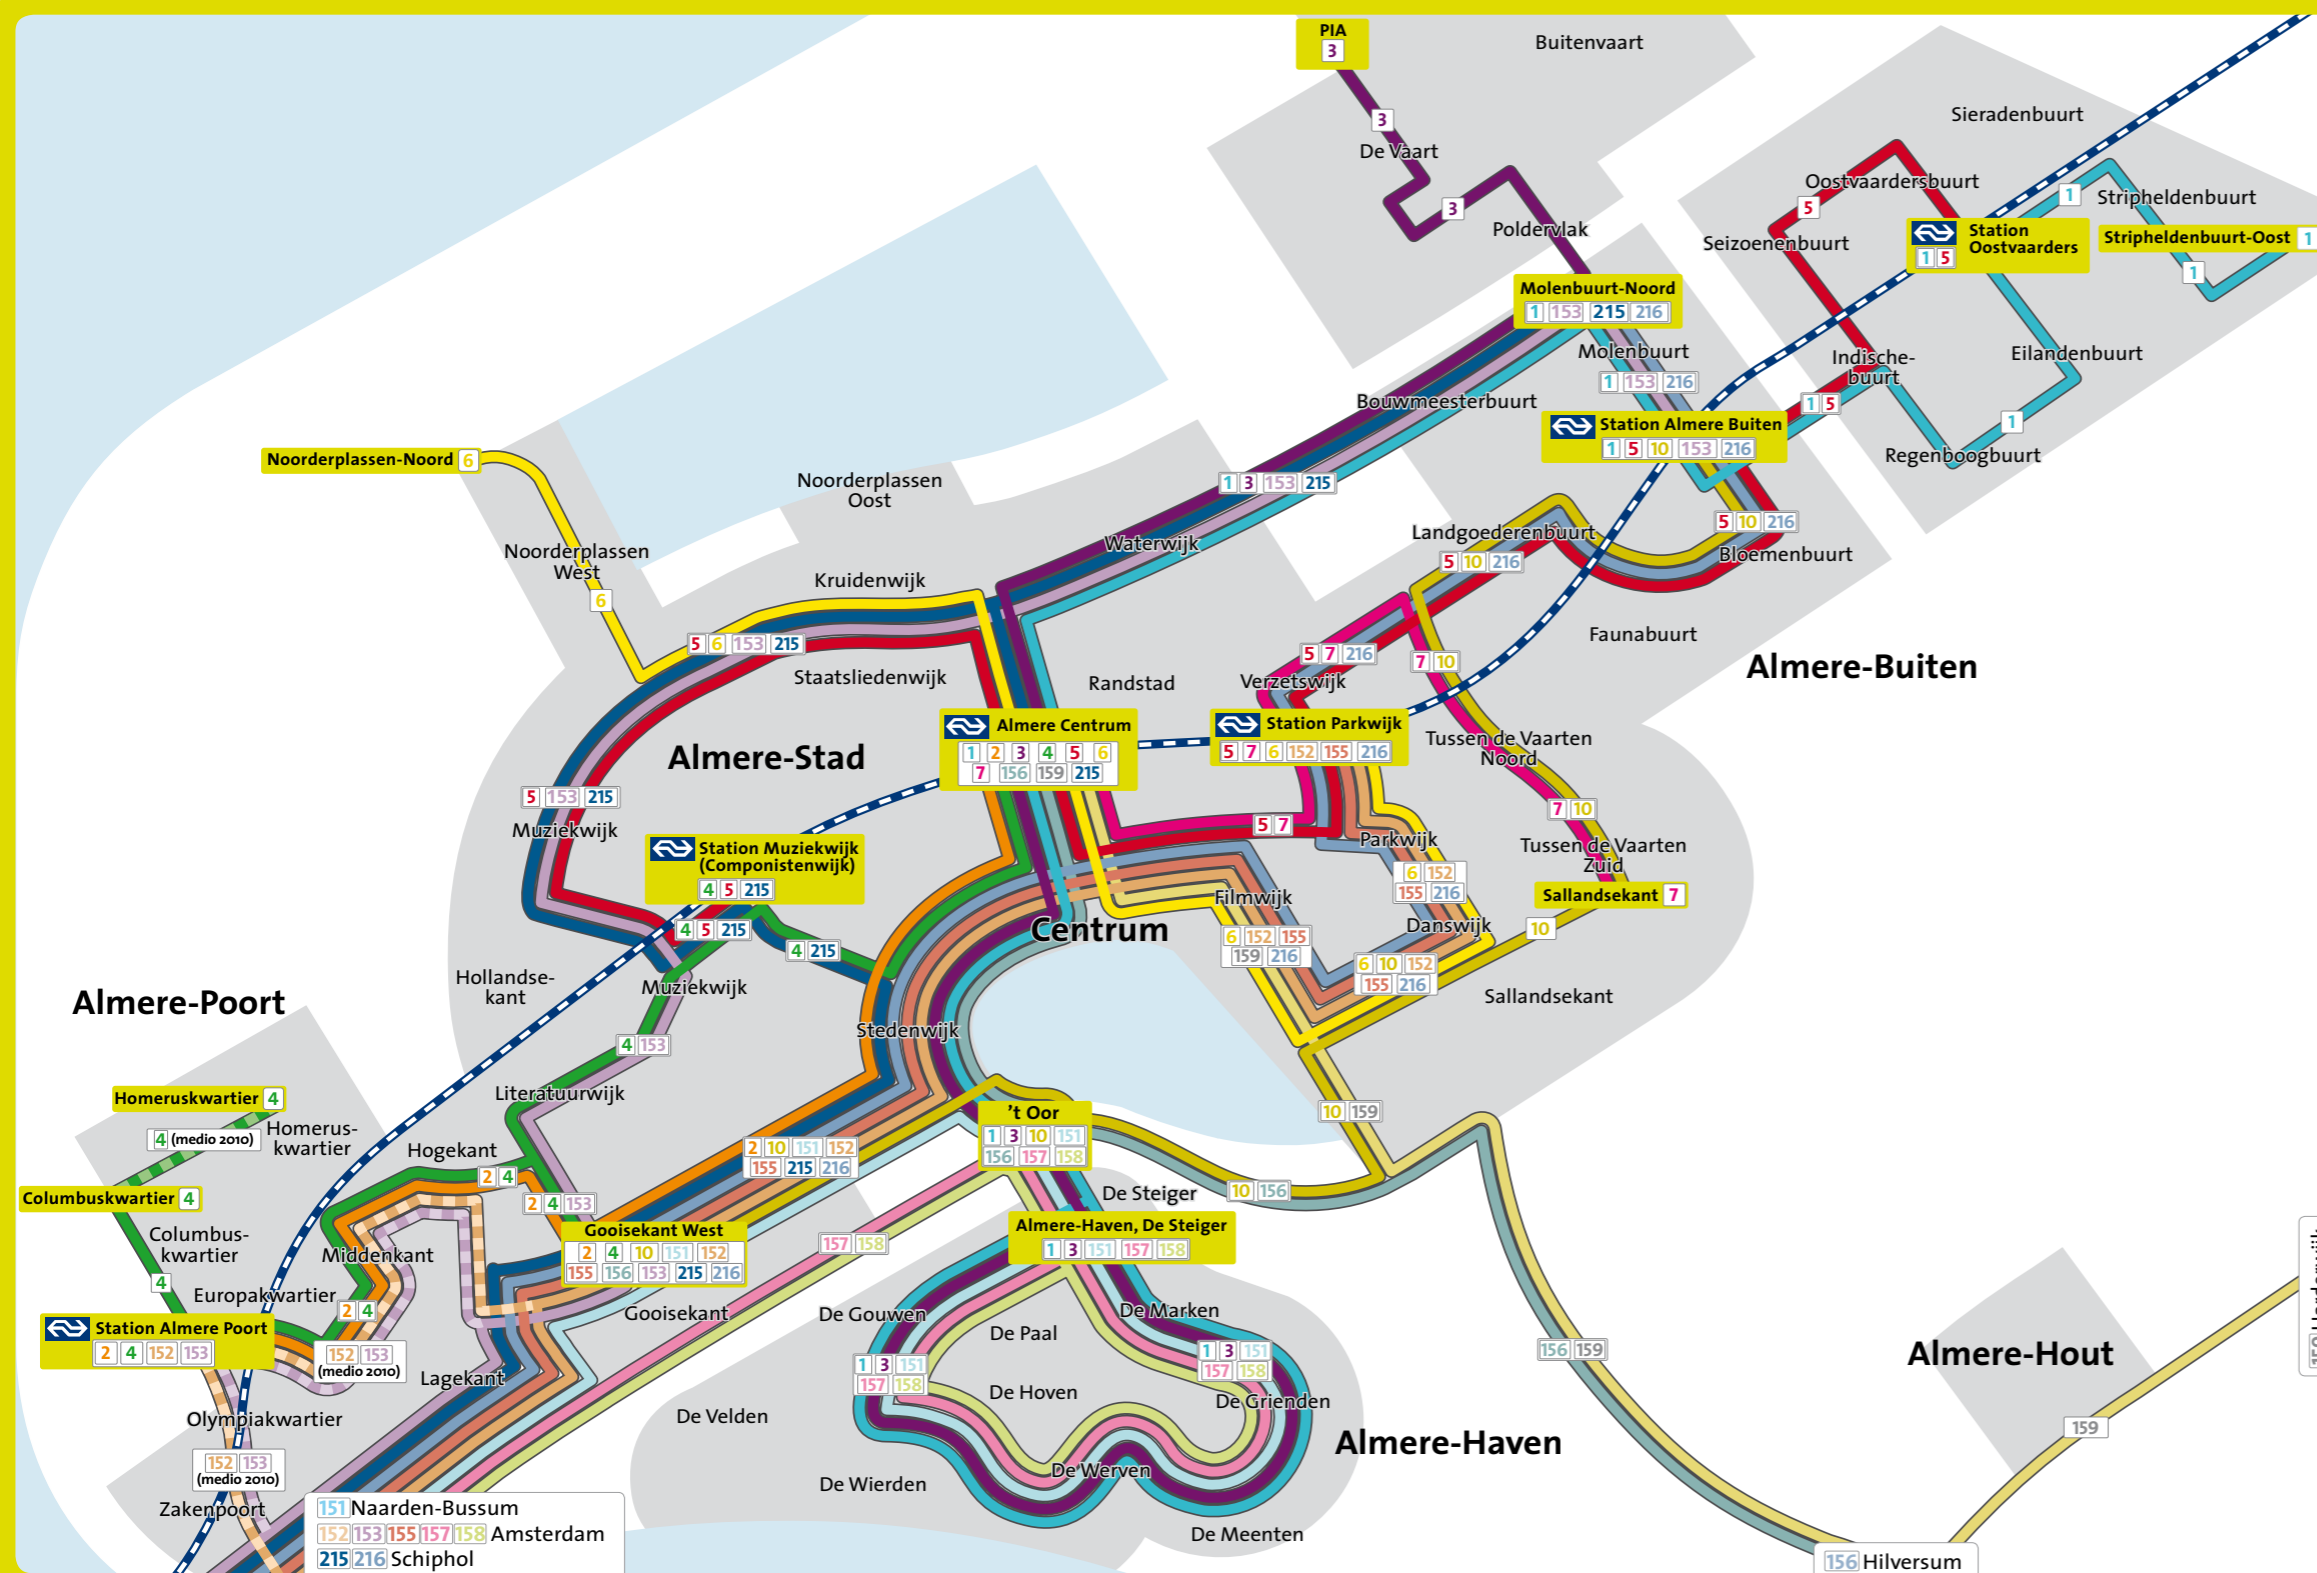 PIA
3
Buitenvaart
3
De Vaart
3
Poldervlak
Sieradenbuurt
Oostvaardersbuurt
5
Seizoenenbuurt
1
Stripheldenbuurt
Station
Oostvaarders
1 5
Stripheldenbuurt-Oost 1
1
Molenbuurt-Noord
1 153 215 216
Molenbuurt
1 153 216
Indische-
buurt
Eilandenbuurt
1 5
1
Regenboogbuurt
Bouwmeesterbuurt
Station Almere Buiten
1 5 10 153 216
Noorderplassen-Noord 6
Noorderplassen
Oost
1 3 153 215
Waterwijk
Noorderplassen
West
6
Kruidenwijk
Landgoederenbuurt
5 10 216
5 10 216
Bloemenbuurt
Faunabuurt
5 6 153 215
Staatsliedenwijk
Randstad
5 7 216
Verzetswijk
7 10
Almere-Buiten
Almere-Stad
Almere Centrum
1 2 3 4 5 6
7 156 159 215
Station Parkwijk
5 7 6 152 155 216
Tussen de Vaarten
Noord
5 153 215
Muziekwijk
7 10
5 7
Parkwijk
Tussen de Vaarten
Zuid
Station Muziekwijk
(Componistenwijk)
4 5 215
6 152
155 216
Sallandsekant 7
Filmwijk
Centrum
4 5 215
4 215
Danswijk
10
6 152 155
159 216
6 10 152
155 216
Hollandse-
kant
Muziekwijk
Sallandsekant
Almere-Poort
Stedenwijk
4 153
Literatuurwijk
Homeruskwartier 4
4 (medio 2010)
Homerus-
kwartier
Hogekant
2 4
2 4 153
2 10 151 152
155 215 216
't Oor
1 3 10 151
156 157 158
10 159
10 156
De Steiger
Columbuskwartier 4
Columbus-
kwartier
4
Middenkant
Gooisekant West
2 4 10 151 152
155 156 153 215 216
157 158
Almere-Haven, De Steiger
1 3 151 157 158
Europakwartier
2 4
Station Almere Poort
2 4 152 153
152 153
(medio 2010)
Gooisekant
Lagekant
De Gouwen
De Marken
De Paal
1 3 151
157 158
1 3 151
157 158
De Hoven
De Grienden
De Velden
De Werven
De Wierden
De Meenten
Almere-Haven
156 159
Almere-Hout
159
Olympiakwartier
152 153
(medio 2010)
Zakenpoort
151 Naarden-Bussum
152 153 155 157 158 Amsterdam
215 216 Schiphol
156 Hilversum